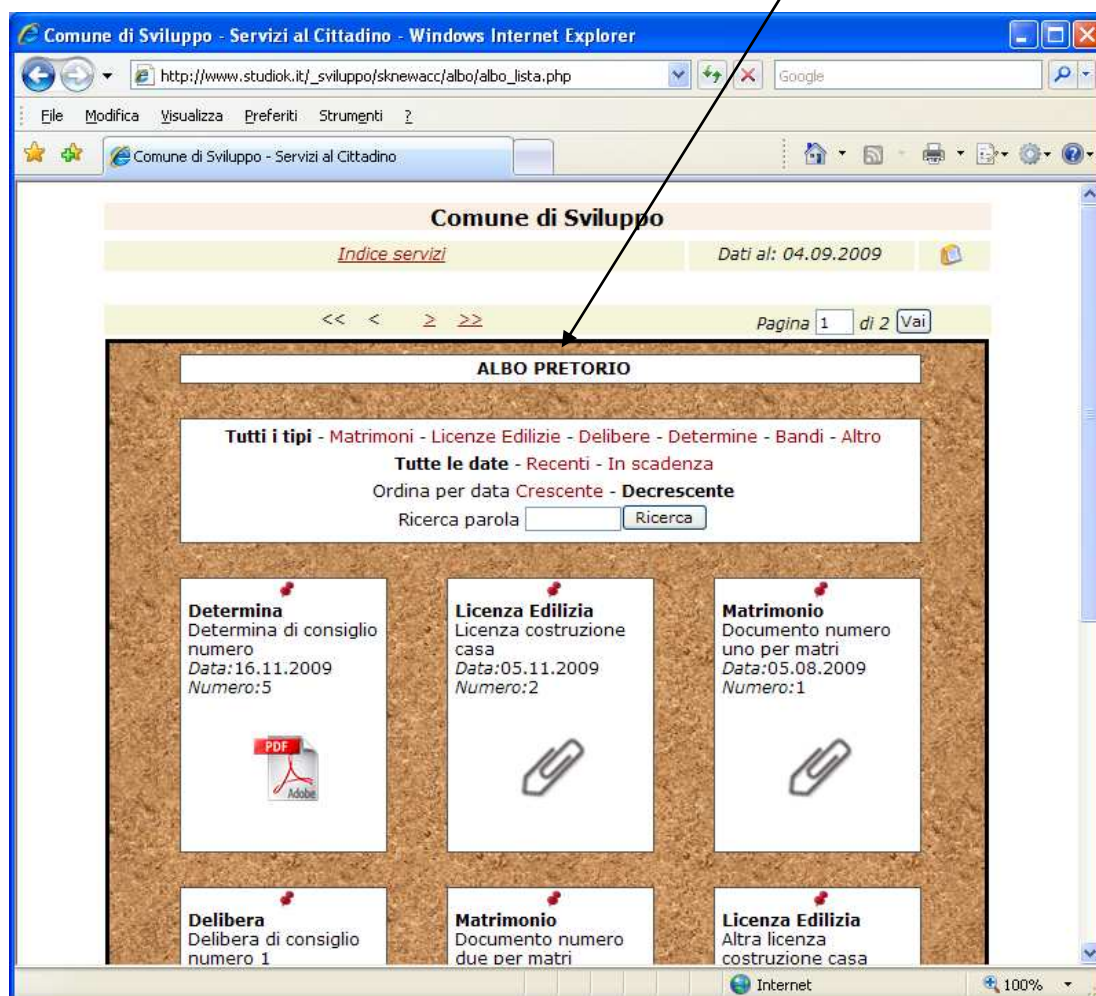 Comune di Sviluppo - Servizi al Cittadino - Windows Internet Explorer
http://www.studiok.it/_sviluppo/sknewacc/albo/albo_lista.php
Google
File Modifica Visualizza Preferiti Strumenti ?
Comune di Sviluppo - Servizi al Cittadino
Comune di Sviluppo
Indice servizi Dati al: 04.09.2009
<< < > >> Pagina 1 di 2 Vai
ALBO PRETORIO
Tutti i tipi - Matrimoni - Licenze Edilizie - Delibere - Determine - Bandi - Altro
Tutte le date - Recenti - In scadenza
Ordina per data Crescente - Decrescente
Ricerca parola Ricerca
Determina
Determina di consiglio
numero
Data:16.11.2009
Numero:5
PDF
Adobe
Licenza Edilizia
Licenza costruzione
casa
Data:05.11.2009
Numero:2
Matrimonio
Documento numero
uno per matri
Data:05.08.2009
Numero:1
Delibera
Delibera di consiglio
numero 1
Matrimonio
Documento numero
due per matri
Licenza Edilizia
Altra licenza
costruzione casa
Internet 100%